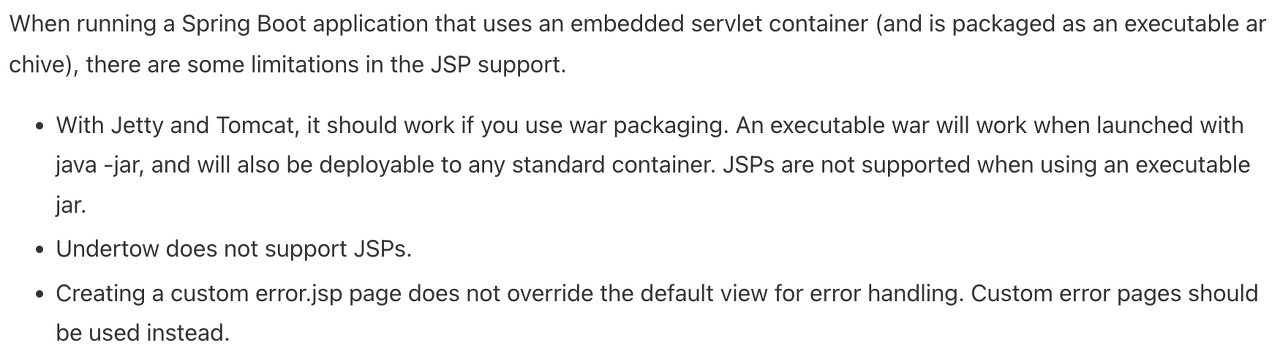 When running a Spring Boot application that uses an embedded servlet container (and is packaged as an executable ar
chive), there are some limitations in the JSP support.
• With Jetty and Tomcat, it should work if you use war packaging. An executable war will work when launched with
java -jar, and will also be deployable to any standard container. JSPs are not supported when using an executable
jar.
• Undertow does not support JSPs.
• Creating a custom error.jsp page does not override the default view for error handling. Custom error pages should
be used instead.